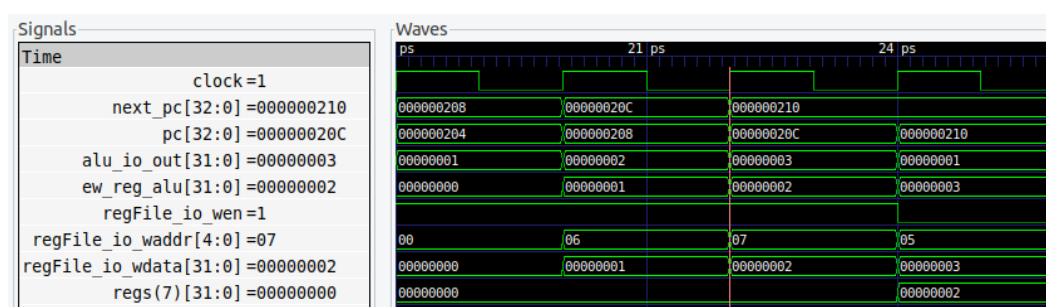 Signals Waves
Time ps 21 ps 24 ps
clock=1
next_pc[32:0]=000000210 000000208 00000020C 000000210
pc[32:0]=00000020C 000000204 000000208 00000020C 000000210
alu_io_out[31:0]=00000003 00000001 00000002 00000003 00000001
ew_reg_alu[31:0]=00000002 00000000 00000001 00000002 00000003
regFile_io_wen=1
regFile_io_waddr[4:0]=07 00 06 07 05
regFile_io_wdata[31:0]=00000002 00000000 00000001 00000002 00000003
regs(7)[31:0]=00000000 00000000 00000002